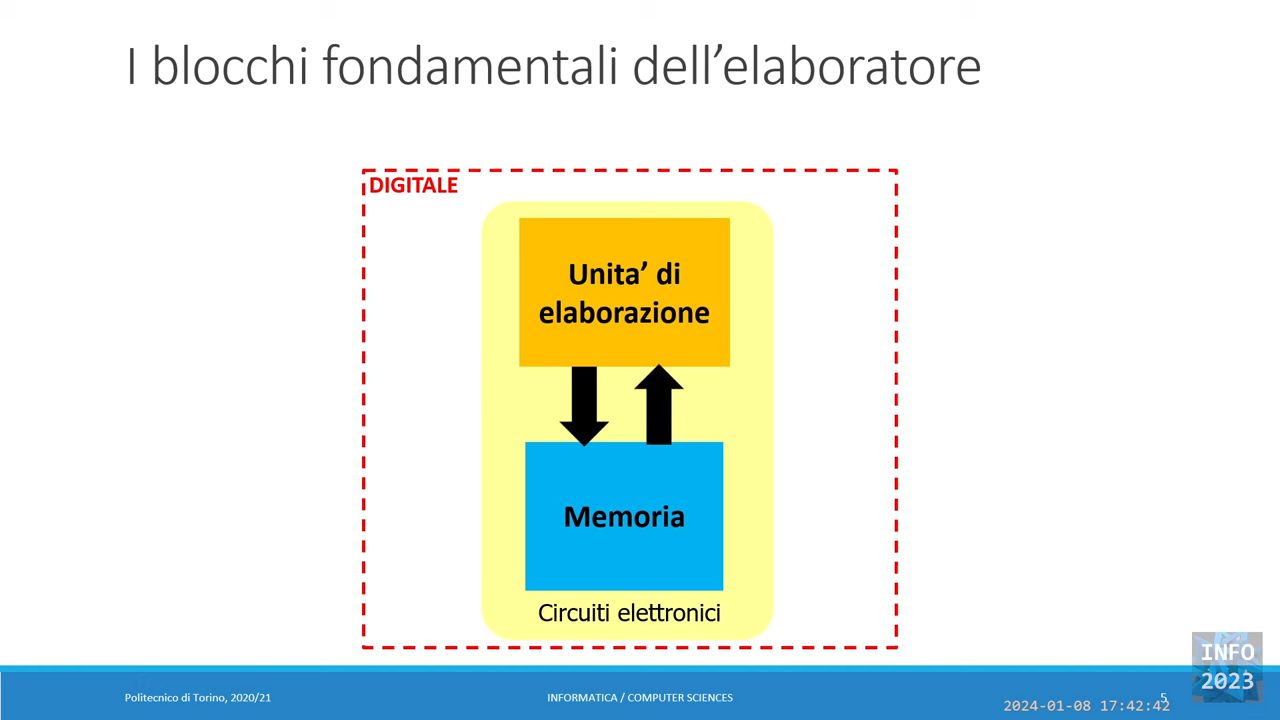 I blocchi fondamentali dell’elaboratore
DIGITALE
Unita’ di
elaborazione
Memoria
Circuiti elettronici
Politecnico di Torino, 2020/21
INFORMATICA / COMPUTER SCIENCES
5
INFO
2023
2024-01-08 17:42:42